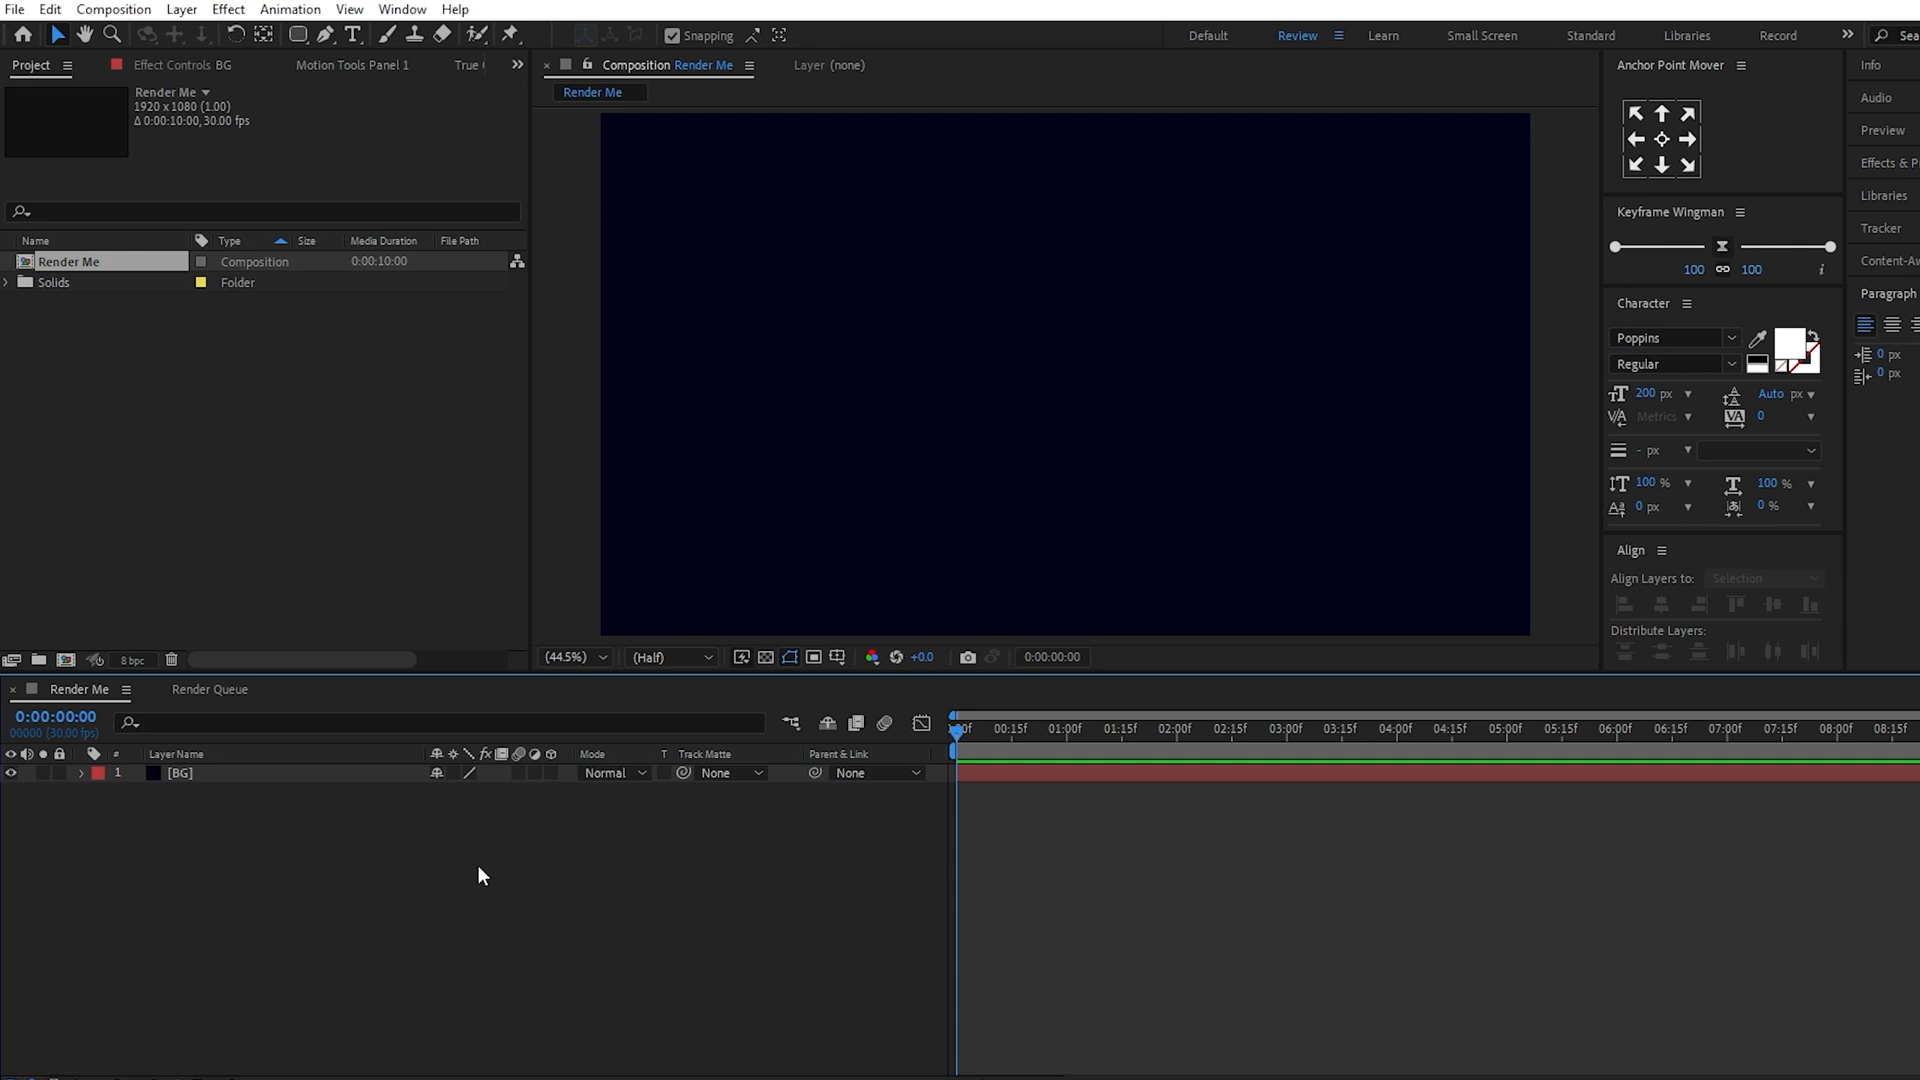 File Edit Composition Layer Effect Animation View Window Help
Snapping
Default Review Learn Small Screen Standard Libraries Record Sea
Project Effect Controls BG Motion Tools Panel 1 True
Composition Render Me Layer (none)
Render Me
Render Me
1920 x 1080 (1.00)
Δ 0:00:10:00, 30.00 fps
Name Type Size Media Duration File Path
Render Me Composition 0:00:10:00
Solids Folder
8 bpc
(44.5%) (Half) +0.0 0:00:00:00
Anchor Point Mover
Keyframe Wingman
100 100 i
Character
Poppins
Regular
200 px Auto px
Metrics 0
- px
100 % 100 %
0 px 0 %
Align
Align Layers to: Selection
Distribute Layers:
Info
Audio
Preview
Effects & P
Libraries
Tracker
Content-Aw
Paragraph
0 px
0 px
Render Me Render Queue
0:00:00:00
00000 (30.00 fps)
# Layer Name fx Mode T Track Matte Parent & Link
1 [BG] Normal None None
00f 00:15f 01:00f 01:15f 02:00f 02:15f 03:00f 03:15f 04:00f 04:15f 05:00f 05:15f 06:00f 06:15f 07:00f 07:15f 08:00f 08:15f